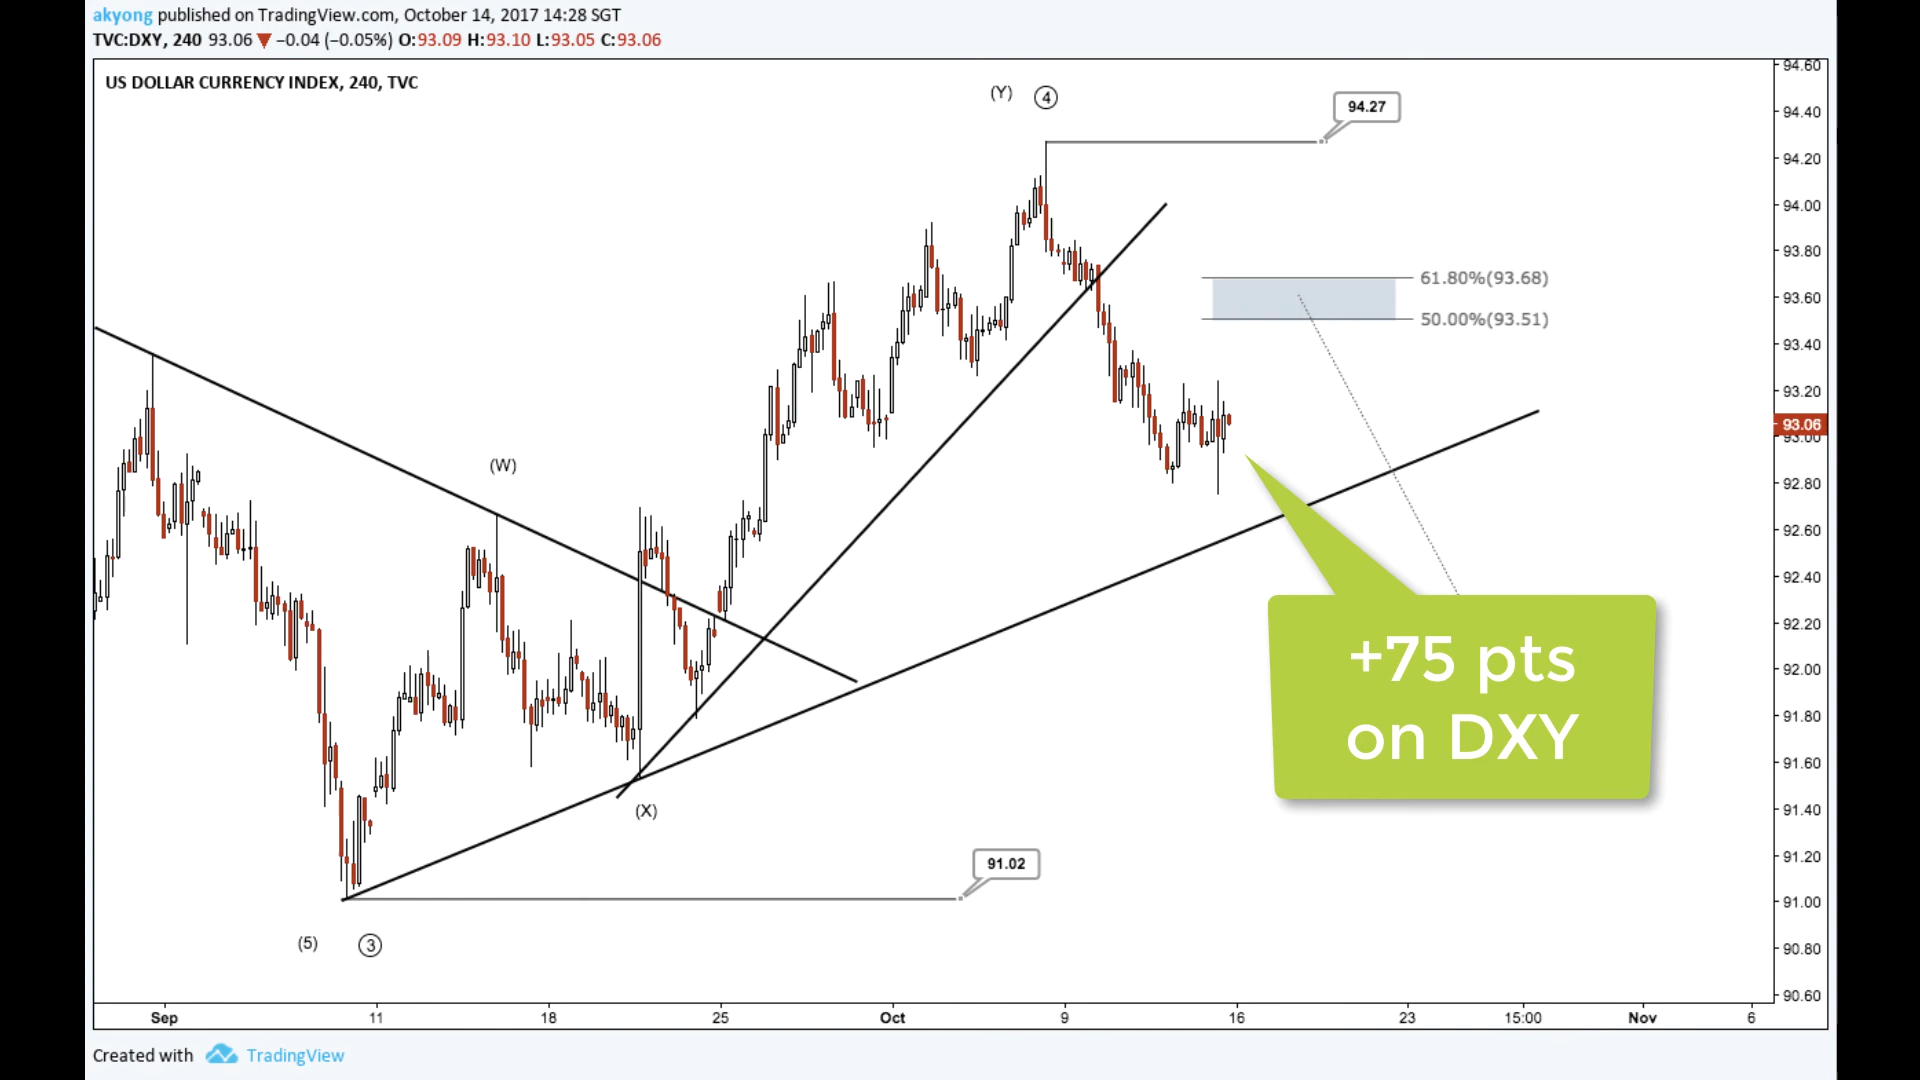 akyong published on TradingView.com, October 14, 2017 14:28 SGT
TVC:DXY, 240 93.06 ▼ −0.04 (−0.05%) O:93.09 H:93.10 L:93.05 C:93.06
US DOLLAR CURRENCY INDEX, 240, TVC
(Y) ④
94.27
61.80%(93.68)
50.00%(93.51)
(W)
(X)
91.02
(5) ③
+75 pts
on DXY
94.60
94.40
94.20
94.00
93.80
93.60
93.40
93.20
93.06
93.00
92.80
92.60
92.40
92.20
92.00
91.80
91.60
91.40
91.20
91.00
90.80
90.60
Sep 11 18 25 Oct 9 16 23 15:00 Nov 6
Created with TradingView